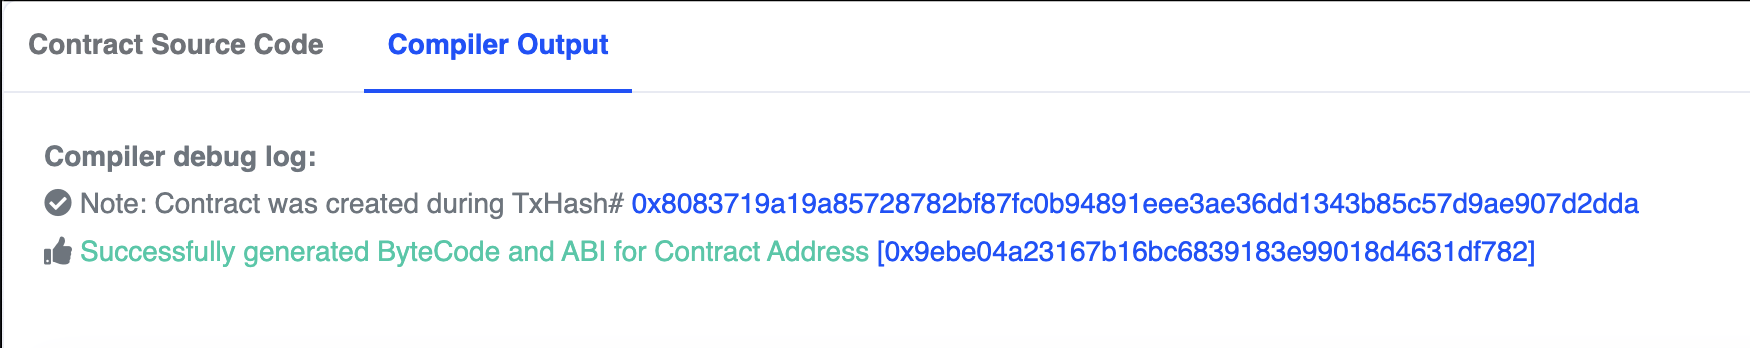 Contract Source Code Compiler Output
Compiler debug log:
Note: Contract was created during TxHash# 0x8083719a19a85728782bf87fc0b94891eee3ae36dd1343b85c57d9ae907d2dda
Successfully generated ByteCode and ABI for Contract Address [0x9ebe04a23167b16bc6839183e99018d4631df782]